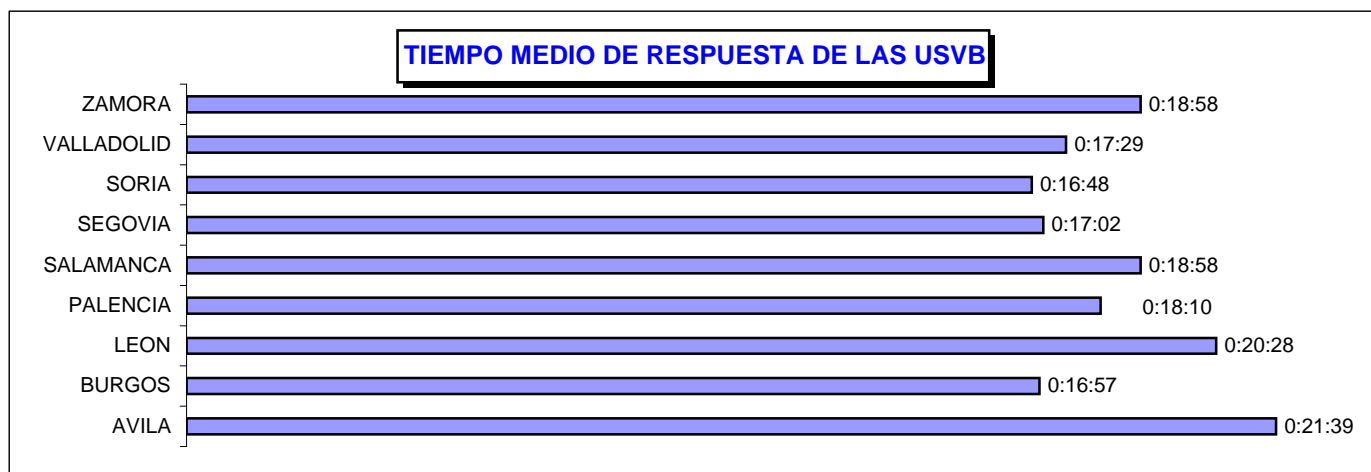 TIEMPO MEDIO DE RESPUESTA DE LAS USVB
ZAMORA 0:18:58
VALLADOLID 0:17:29
SORIA 0:16:48
SEGOVIA 0:17:02
SALAMANCA 0:18:58
PALENCIA 0:18:10
LEON 0:20:28
BURGOS 0:16:57
AVILA 0:21:39